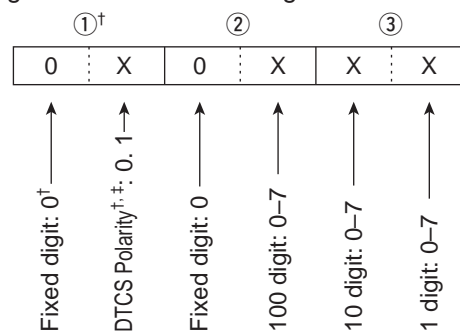 ①† ② ③
0 X 0 X X X
Fixed digit: 0†
DTCS Polarity†, ‡: 0. 1
Fixed digit: 0
100 digit: 0–7
10 digit: 0–7
1 digit: 0–7